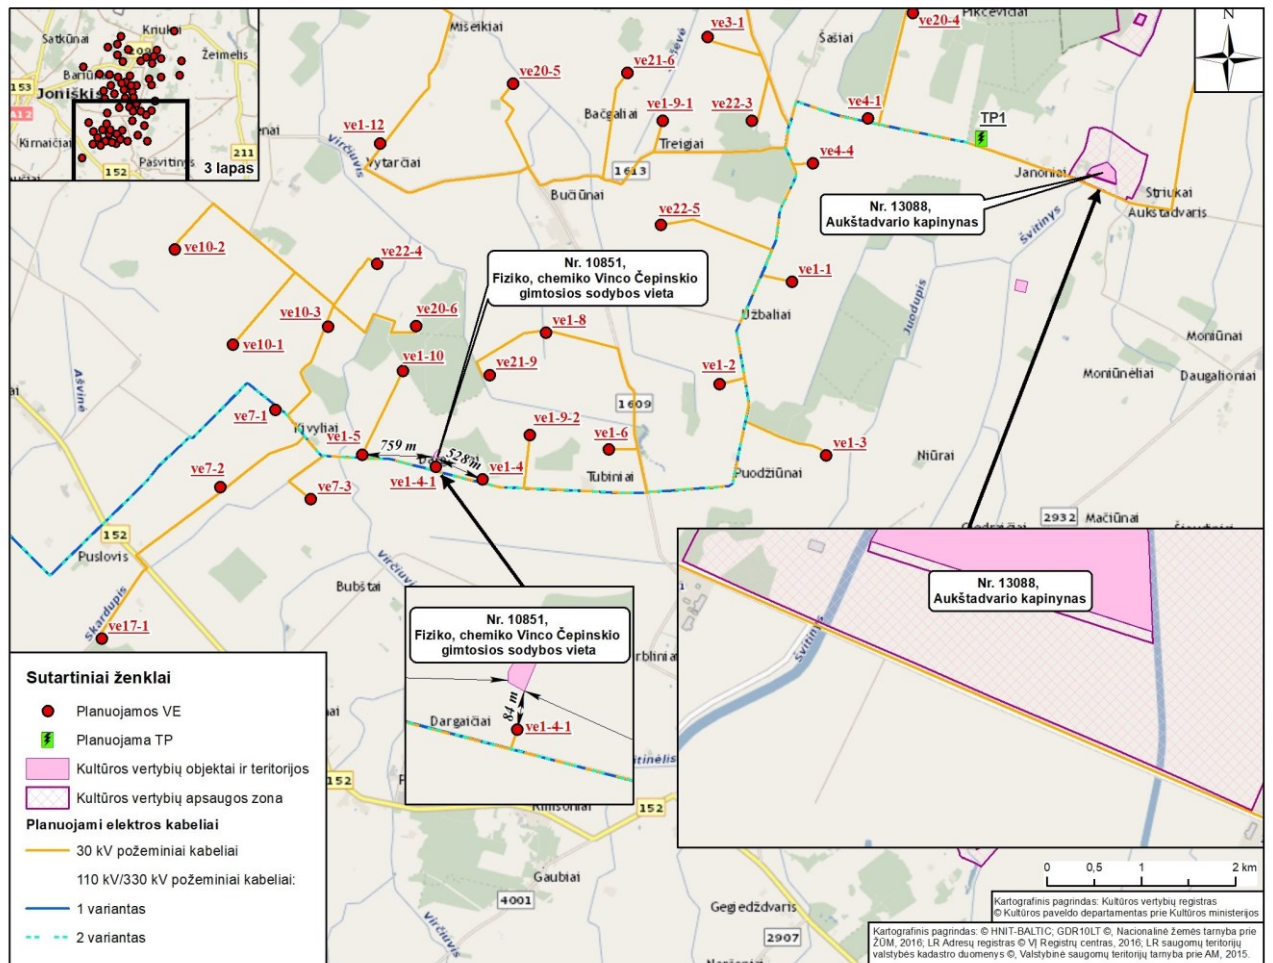 Satkūnai
Kriukai
209
Žeimelis
Bariūnai
153
Joniškis
A12
Kirnaičiai
211
Pasvitinys
152
3 lapas
Mišeikiai
ve3-1
Šašiai
ve20-4
Pikčevičiai
N
ve20-5
ve21-6
Bačgaliai
ve1-9-1
ve22-3
ve4-1
TP1
ve1-12
Virčiuvis
Vytarčiai
Treigiai
1613
ve4-4
Janoniai
Bučiūnai
Striukai
Aukštadvaris
Nr. 13088,
Aukštadvario kapinynas
Švitinys
ve22-5
ve10-2
ve22-4
Nr. 10851,
Fiziko, chemiko Vinco Čepinskio
gimtosios sodybos vieta
ve1-1
Juodupis
ve10-3
ve20-6
ve1-8
Užbaliai
Moniūnai
ve10-1
ve1-10
ve21-9
ve1-2
Moniūnėliai
Daugalioniai
Ašvinė
1609
ve7-1
Kivyliai
ve1-5
759 m
528 m
ve1-9-2
ve1-6
ve1-3
ve7-2
ve1-4-1
ve1-4
Tubiniai
Puodžiūnai
Niūrai
ve7-3
2932
Mačiūnai
152
Puslovis
Virčiuvis
Bubštai
Skardupis
ve17-1
Nr. 10851,
Fiziko, chemiko Vinco Čepinskio
gimtosios sodybos vieta
84 m
Dargaičiai
ve1-4-1
Nr. 13088,
Aukštadvario kapinynas
Švitinys
Sutartiniai ženklai
Planuojamos VE
Planuojama TP
Kultūros vertybių objektai ir teritorijos
Kultūros vertybių apsaugos zona
Planuojami elektros kabeliai
30 kV požeminiai kabeliai
110 kV/330 kV požeminiai kabeliai:
1 variantas
2 variantas
152
152
Gaubiai
4001
Virčiuvis
Gegiedždvaris
2907
0 0,5 1 2 km
Kartografinis pagrindas: Kultūros vertybių registras
© Kultūros paveldo departamentas prie Kultūros ministerijos
Kartografinis pagrindas: © HNIT-BALTIC; GDR10LT ©, Nacionalinė žemės tarnyba prie
ŽŪM, 2016; LR Adresų registras © VĮ Registrų centras, 2016; LR saugomų teritorijų
valstybės kadastro duomenys ©, Valstybinė saugomų teritorijų tarnyba prie AM, 2015.